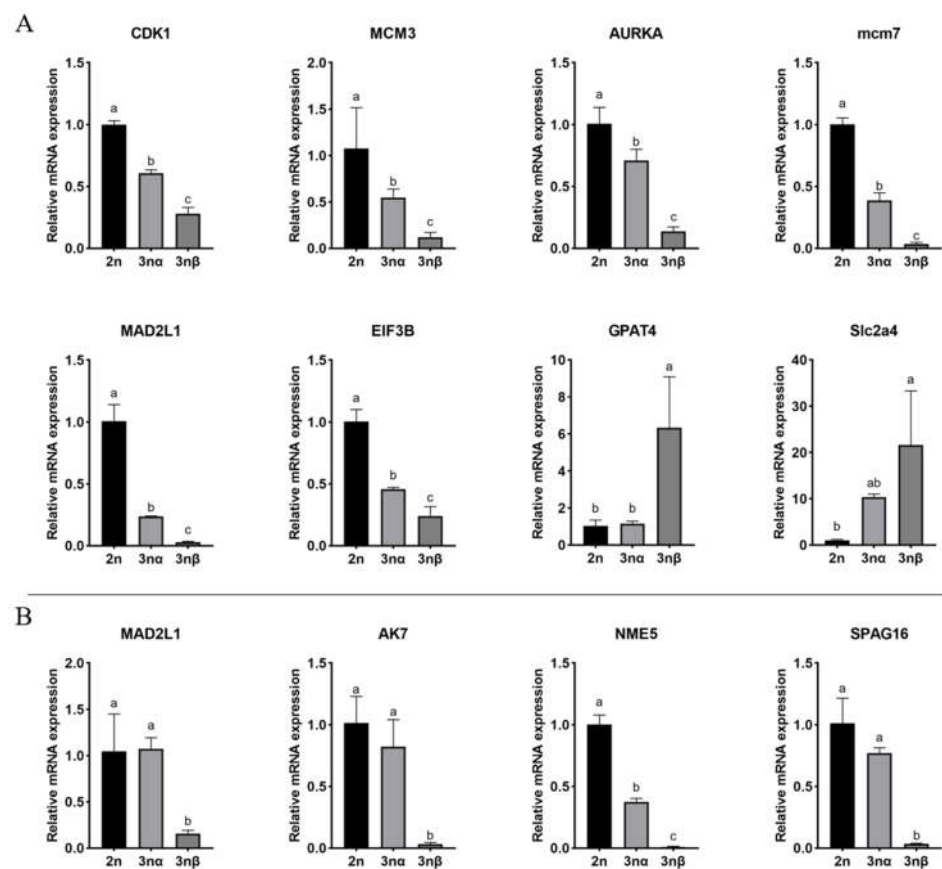 A
CDK1
Relative mRNA expression
1.5
1.0
0.5
0.0
a
b
c
2n 3nα 3nβ
MCM3
Relative mRNA expression
2.0
1.5
1.0
0.5
0.0
a
b
c
2n 3nα 3nβ
AURKA
Relative mRNA expression
1.5
1.0
0.5
0.0
a
b
c
2n 3nα 3nβ
mcm7
Relative mRNA expression
1.5
1.0
0.5
0.0
a
b
c
2n 3nα 3nβ
MAD2L1
Relative mRNA expression
1.5
1.0
0.5
0.0
a
b
c
2n 3nα 3nβ
EIF3B
Relative mRNA expression
1.5
1.0
0.5
0.0
a
b
c
2n 3nα 3nβ
GPAT4
Relative mRNA expression
10
8
6
4
2
0
b
b
a
2n 3nα 3nβ
Slc2a4
Relative mRNA expression
40
30
20
10
0
b
ab
a
2n 3nα 3nβ
B
MAD2L1
Relative mRNA expression
2.0
1.5
1.0
0.5
0.0
a
a
b
2n 3nα 3nβ
AK7
Relative mRNA expression
1.5
1.0
0.5
0.0
a
a
b
2n 3nα 3nβ
NME5
Relative mRNA expression
1.5
1.0
0.5
0.0
a
b
c
2n 3nα 3nβ
SPAG16
Relative mRNA expression
1.5
1.0
0.5
0.0
a
a
b
2n 3nα 3nβ